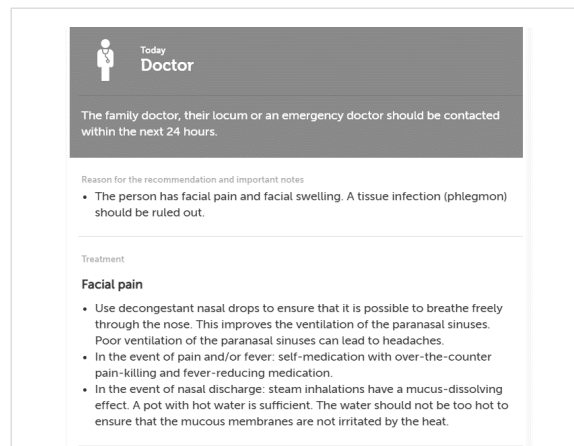 Today
Doctor
The family doctor, their locum or an emergency doctor should be contacted
within the next 24 hours.
Reason for the recommendation and important notes
• The person has facial pain and facial swelling. A tissue infection (phlegmon)
should be ruled out.
Treatment
Facial pain
• Use decongestant nasal drops to ensure that it is possible to breathe freely
through the nose. This improves the ventilation of the paranasal sinuses.
Poor ventilation of the paranasal sinuses can lead to headaches.
• In the event of pain and/or fever: self-medication with over-the-counter
pain-killing and fever-reducing medication.
• In the event of nasal discharge: steam inhalations have a mucus-dissolving
effect. A pot with hot water is sufficient. The water should not be too hot to
ensure that the mucous membranes are not irritated by the heat.